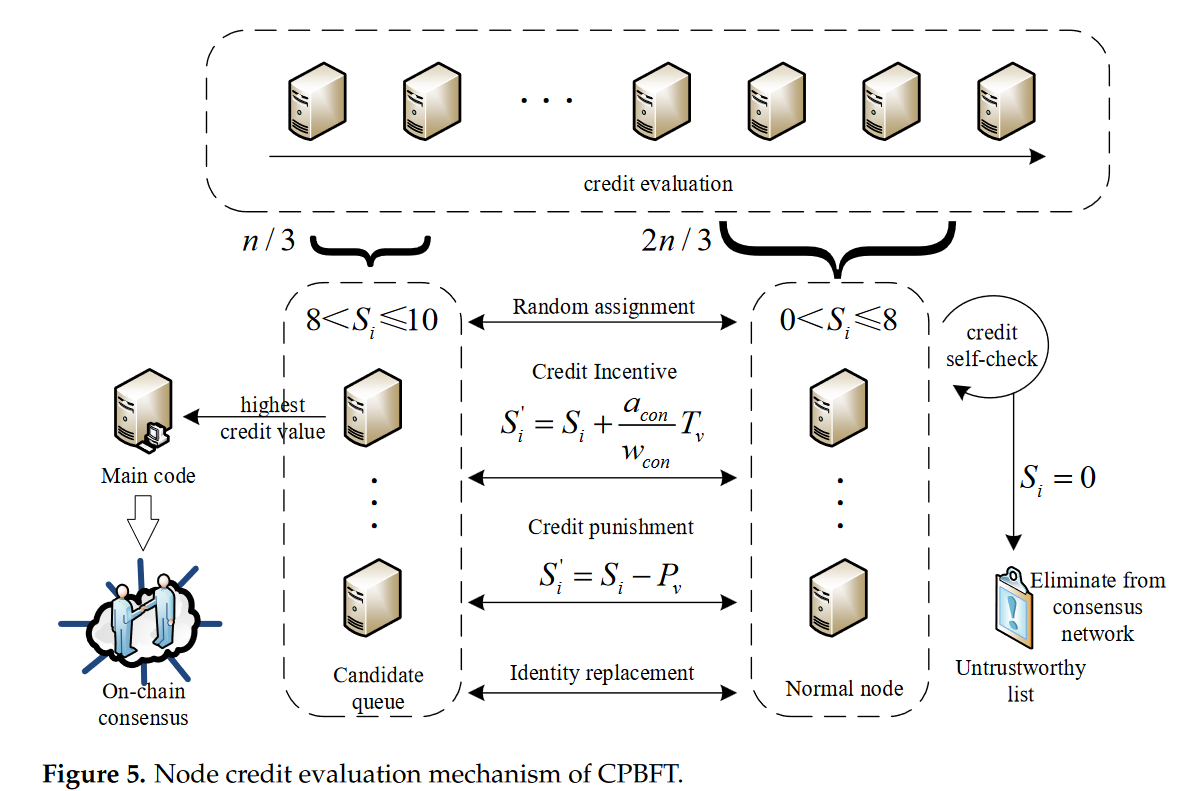 . . .
credit evaluation
n / 3
2n / 3
8<S_i⩽10
Random assignment
0<S_i⩽8
credit
self-check
Credit Incentive
highest
credit value
S_i^' = S_i + \frac{a_{con}}{w_{con}} T_v
Main code
S_i = 0
Credit punishment
S_i^' = S_i − P_v
Eliminate from
consensus
network
Candidate
queue
Identity replacement
Normal node
Untrustworthy
list
On-chain
consensus
Figure 5. Node credit evaluation mechanism of CPBFT.